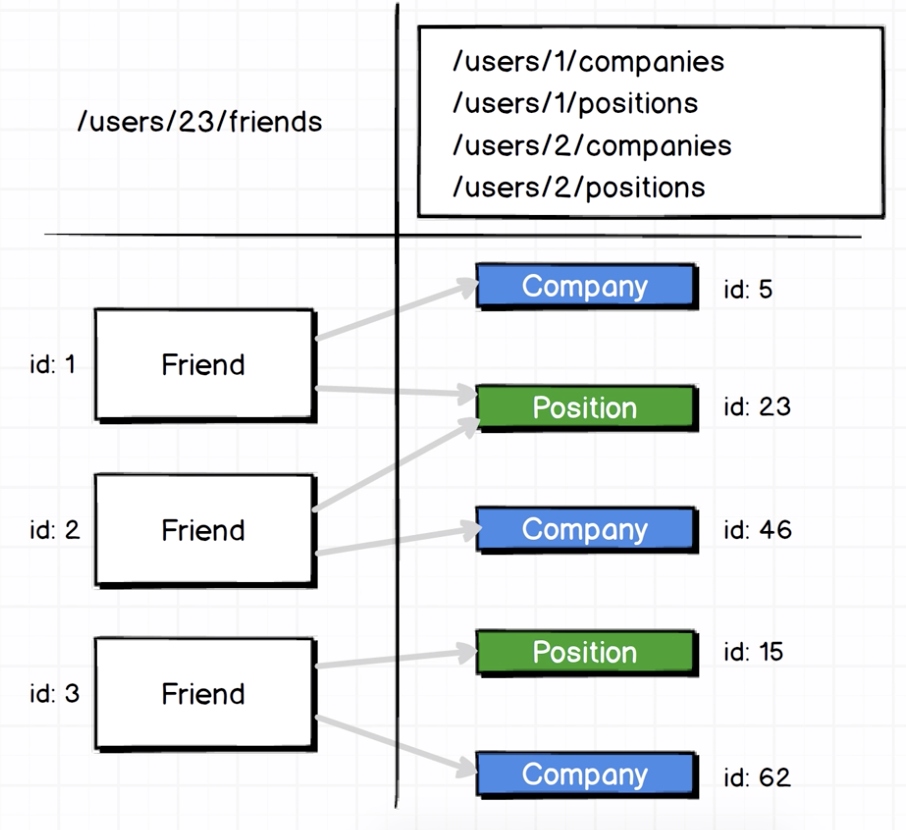 /users/23/friends
/users/1/companies
/users/1/positions
/users/2/companies
/users/2/positions
Company id: 5
id: 1 Friend
Position id: 23
id: 2 Friend
Company id: 46
Position id: 15
id: 3 Friend
Company id: 62